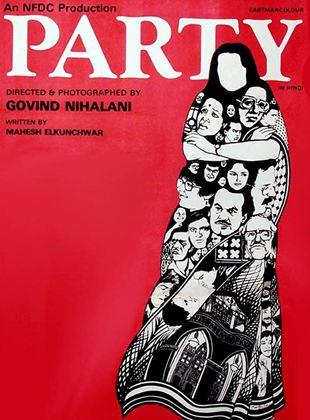 An NFDC Production
EASTMANCOLOUR
PARTY
IN HINDI
DIRECTED & PHOTOGRAPHED BY
GOVIND NIHALANI
WRITTEN BY
MAHESH ELKUNCHWAR